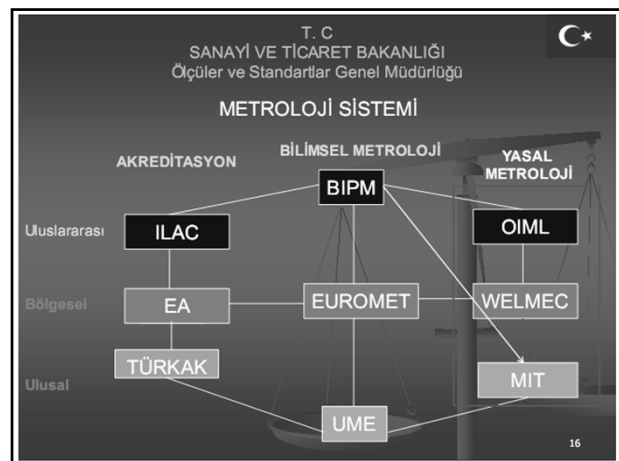 T. C
SANAYİ VE TİCARET BAKANLIĞI
Ölçüler ve Standartlar Genel Müdürlüğü
METROLOJİ SİSTEMİ
AKREDİTASYON
BİLİMSEL METROLOJİ
YASAL
METROLOJİ
BIPM
Uluslararası
ILAC
OIML
Bölgesel
EA
EUROMET
WELMEC
TÜRKAK
Ulusal
MIT
UME
16